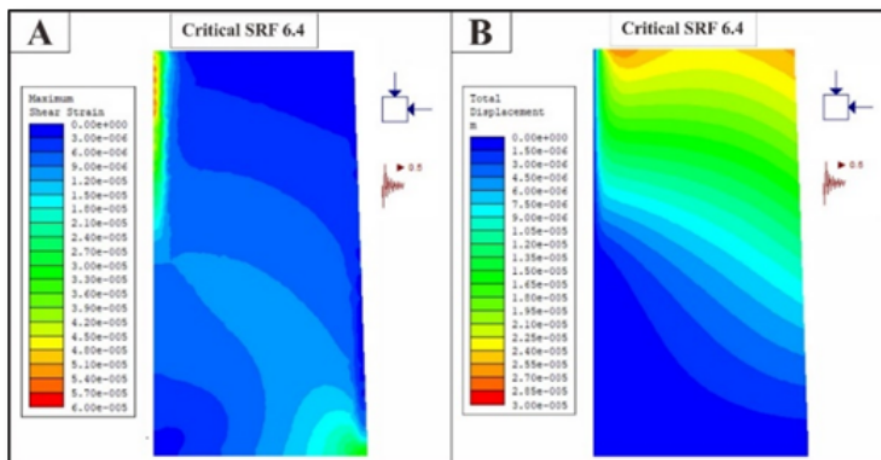 A
Critical SRF 6.4
Maximum
Shear Strain
0.00e+000
3.00e-006
6.00e-006
9.00e-006
1.20e-005
1.50e-005
1.80e-005
2.10e-005
2.40e-005
2.70e-005
3.00e-005
3.30e-005
3.60e-005
3.90e-005
4.20e-005
4.50e-005
4.80e-005
5.10e-005
5.40e-005
5.70e-005
6.00e-005
0.5
B
Critical SRF 6.4
Total
Displacement
m
0.00e+000
1.50e-006
3.00e-006
4.50e-006
6.00e-006
7.50e-006
9.00e-006
1.05e-005
1.20e-005
1.35e-005
1.50e-005
1.65e-005
1.80e-005
1.95e-005
2.10e-005
2.25e-005
2.40e-005
2.55e-005
2.70e-005
2.85e-005
3.00e-005
0.5